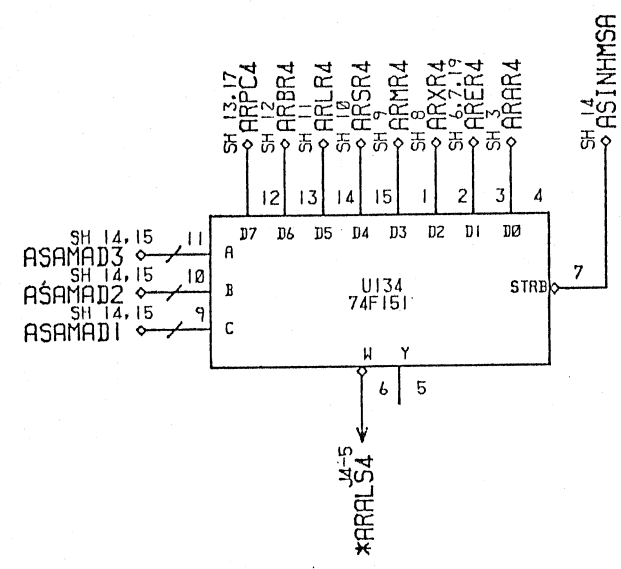 SH 13,17
ARPC4
SH 12
ARBR4
SH 11
ARLR4
SH 10
ARSR4
SH 9
ARMR4
SH 8
ARXR4
SH 6,7,19
ARER4
SH 3
ARAR4
SH 14
ASINHMSA
12 13 14 15 1 2 3 4
D7 D6 D5 D4 D3 D2 D1 D0
SH 14,15
ASAMAD3
11
A
SH 14,15
ASAMAD2
10
B
SH 14,15
ASAMAD1
9
C
U134
74F151
STRB
7
W Y
6 5
J4-5
*ARALS4